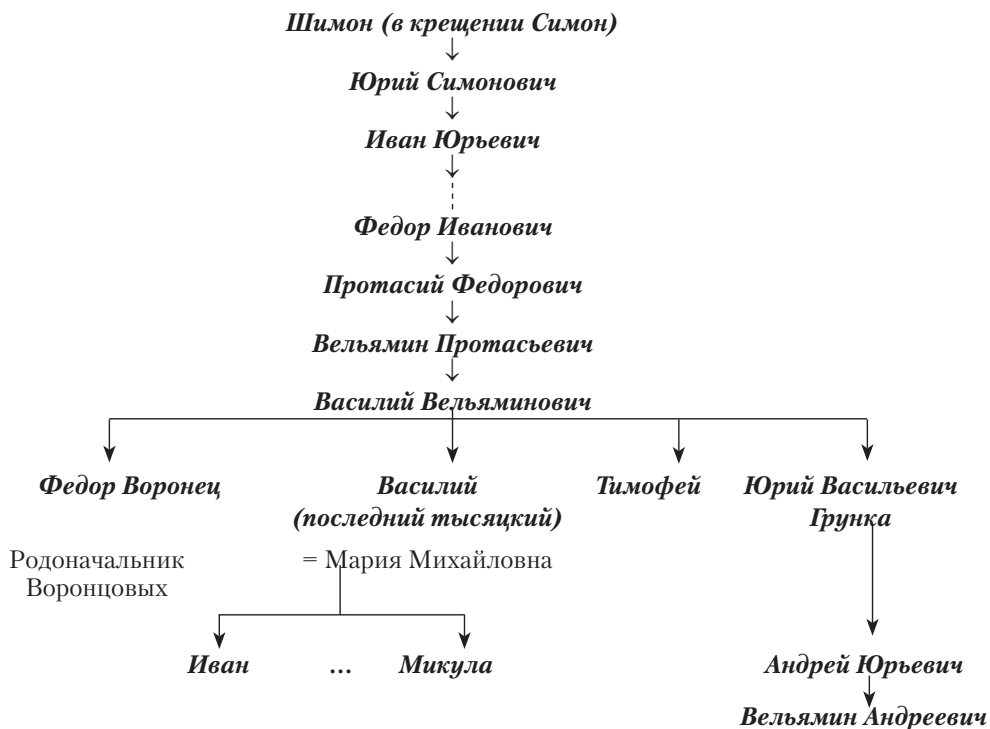 Шимон (в крещении Симон)
Юрий Симонович
Иван Юрьевич
Федор Иванович
Протасий Федорович
Вельямин Протасьевич
Василий Вельяминович
Федор Воронец
Василий
(последний тысяцкий)
Тимофей
Юрий Васильевич
Грунка
Родоначальник
Воронцовых
= Мария Михайловна
Иван
...
Микула
Андрей Юрьевич
Вельямин Андреевич